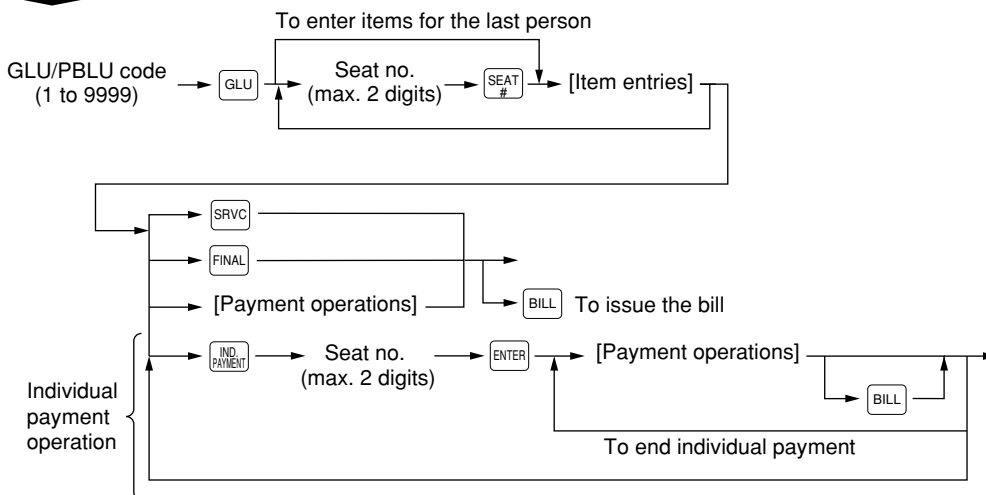 To enter items for the last person
GLU/PBLU code
(1 to 9999)
GLU
Seat no.
(max. 2 digits)
SEAT
#
[Item entries]
SRVC
FINAL
[Payment operations]
BILL
To issue the bill
Individual
payment
operation
IND.
PAYMENT
Seat no.
(max. 2 digits)
ENTER
[Payment operations]
BILL
To end individual payment